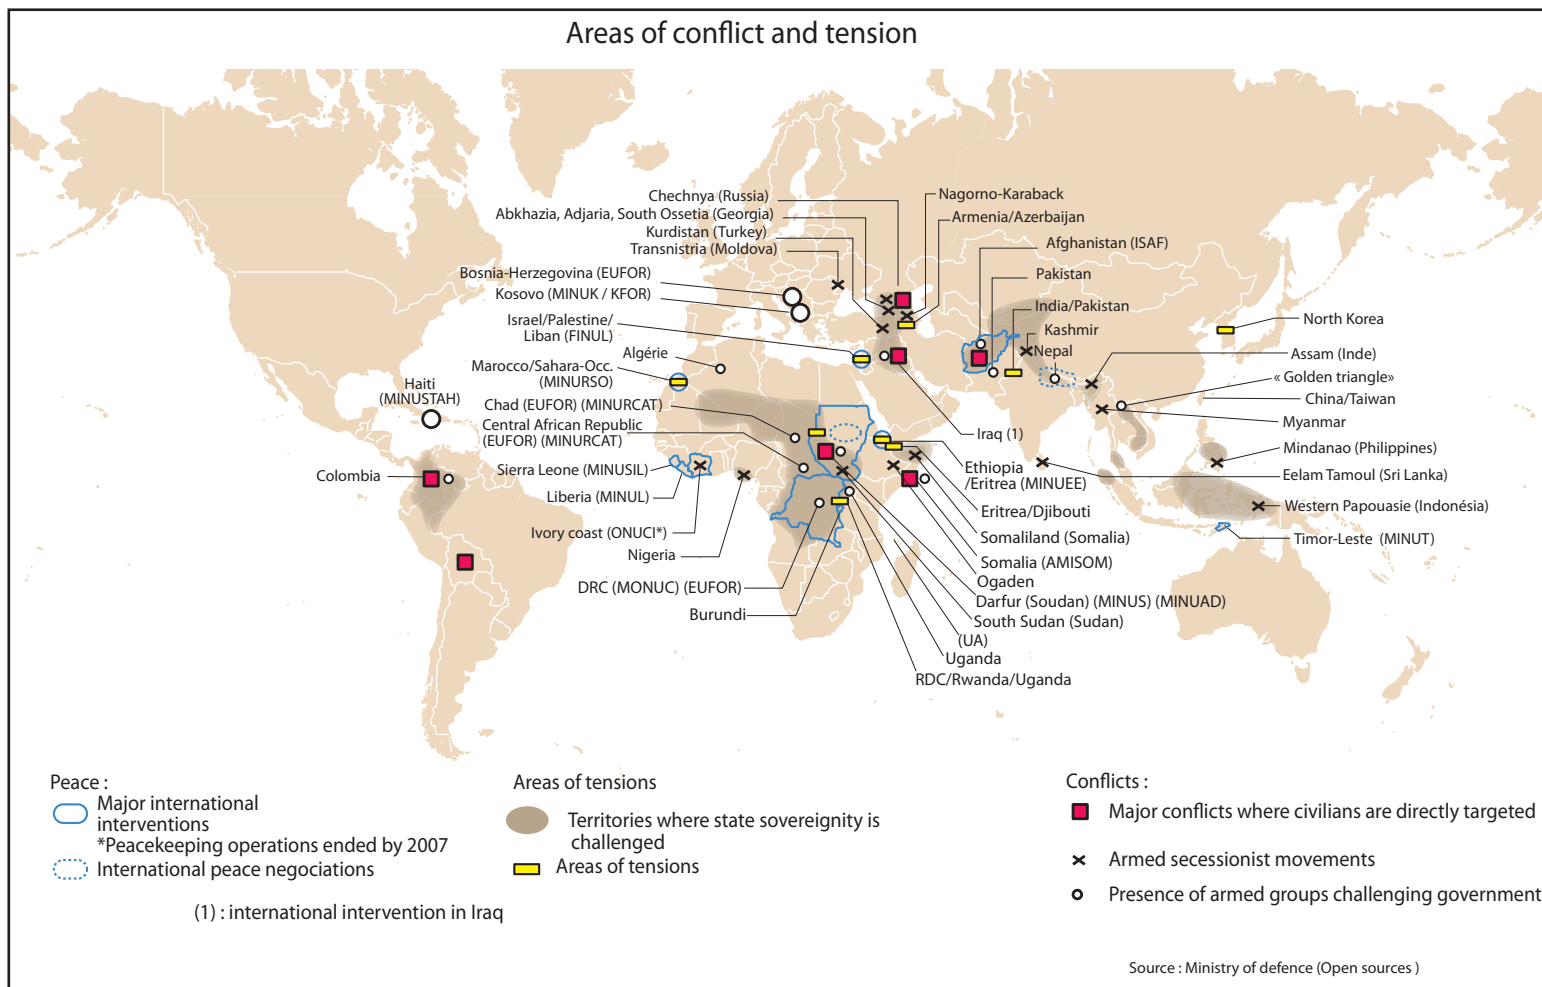 Areas of conflict and tension
Chechnya (Russia)
Abkhazia, Adjaria, South Ossetia (Georgia)
Kurdistan (Turkey)
Transnistria (Moldova)
Bosnia-Herzegovina (EUFOR)
Kosovo (MINUK / KFOR)
Israel/Palestine/
Liban (FINUL)
Algérie
Marocco/Sahara-Occ.
(MINURSO)
Haiti
(MINUSTAH)
Chad (EUFOR) (MINURCAT)
Central African Republic
(EUFOR) (MINURCAT)
Colombia
Sierra Leone (MINUSIL)
Liberia (MINUL)
Ivory coast (ONUCI*)
Nigeria
DRC (MONUC) (EUFOR)
Burundi
Nagorno-Karaback
Armenia/Azerbaijan
Afghanistan (ISAF)
Pakistan
India/Pakistan
Kashmir
Nepal
North Korea
Assam (Inde)
« Golden triangle»
China/Taiwan
Myanmar
Iraq (1)
Mindanao (Philippines)
Eelam Tamoul (Sri Lanka)
Ethiopia
/Eritrea (MINUEE)
Western Papouasie (Indonésia)
Eritrea/Djibouti
Somaliland (Somalia)
Timor-Leste (MINUT)
Somalia (AMISOM)
Ogaden
Darfur (Soudan) (MINUS) (MINUAD)
South Sudan (Sudan)
(UA)
Uganda
RDC/Rwanda/Uganda
Peace :
Major international
interventions
*Peacekeeping operations ended by 2007
International peace negociations
(1) : international intervention in Iraq
Areas of tensions
Territories where state sovereignity is
challenged
Areas of tensions
Conflicts :
Major conflicts where civilians are directly targeted
Armed secessionist movements
Presence of armed groups challenging government
Source : Ministry of defence (Open sources )